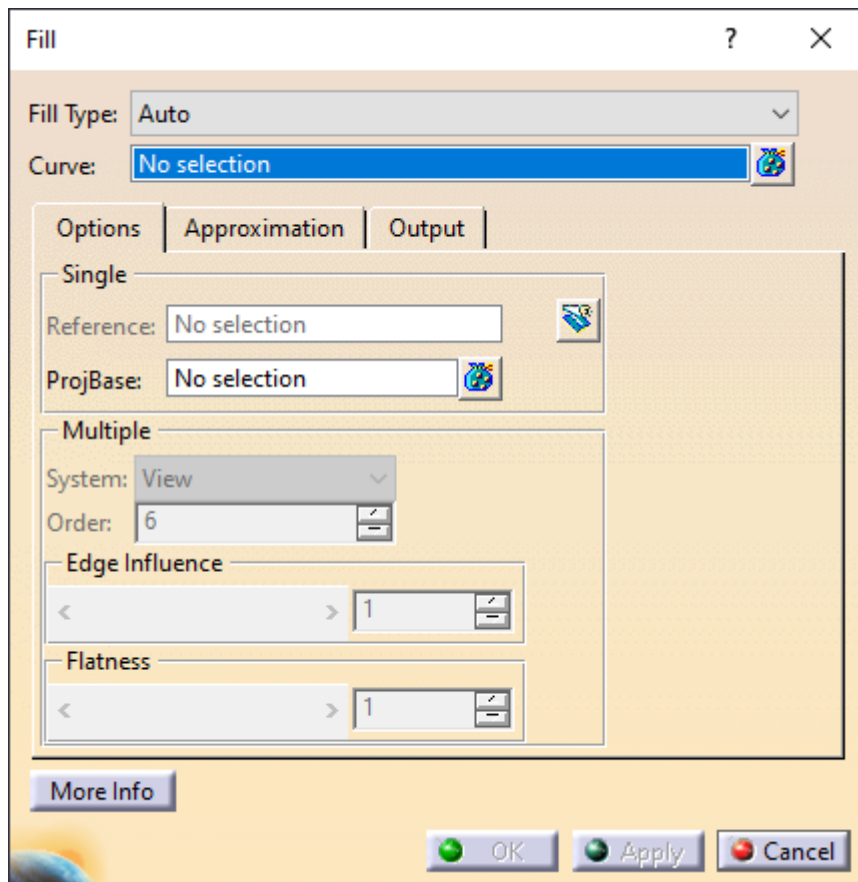 Fill ?
Fill Type: Auto
Curve: No selection
Options Approximation Output
Single
Reference: No selection
ProjBase: No selection
Multiple
System: View
Order: 6
Edge Influence
< > 1
Flatness
< > 1
More Info
OK Apply Cancel